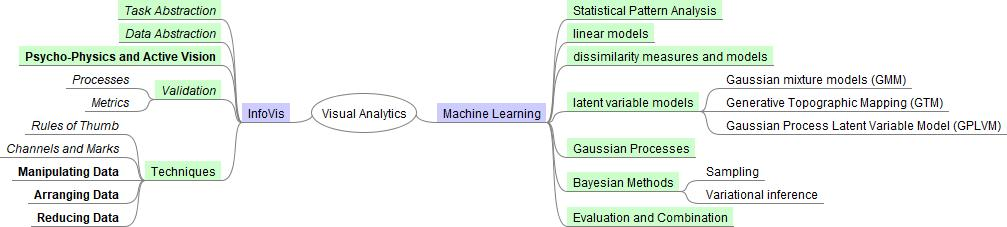 Task Abstraction
Data Abstraction
Psycho-Physics and Active Vision
Processes
Metrics
Validation
Rules of Thumb
Channels and Marks
Manipulating Data
Arranging Data
Reducing Data
Techniques
InfoVis
Visual Analytics
Machine Learning
Statistical Pattern Analysis
linear models
dissimilarity measures and models
latent variable models
Gaussian mixture models (GMM)
Generative Topographic Mapping (GTM)
Gaussian Process Latent Variable Model (GPLVM)
Gaussian Processes
Bayesian Methods
Sampling
Variational inference
Evaluation and Combination